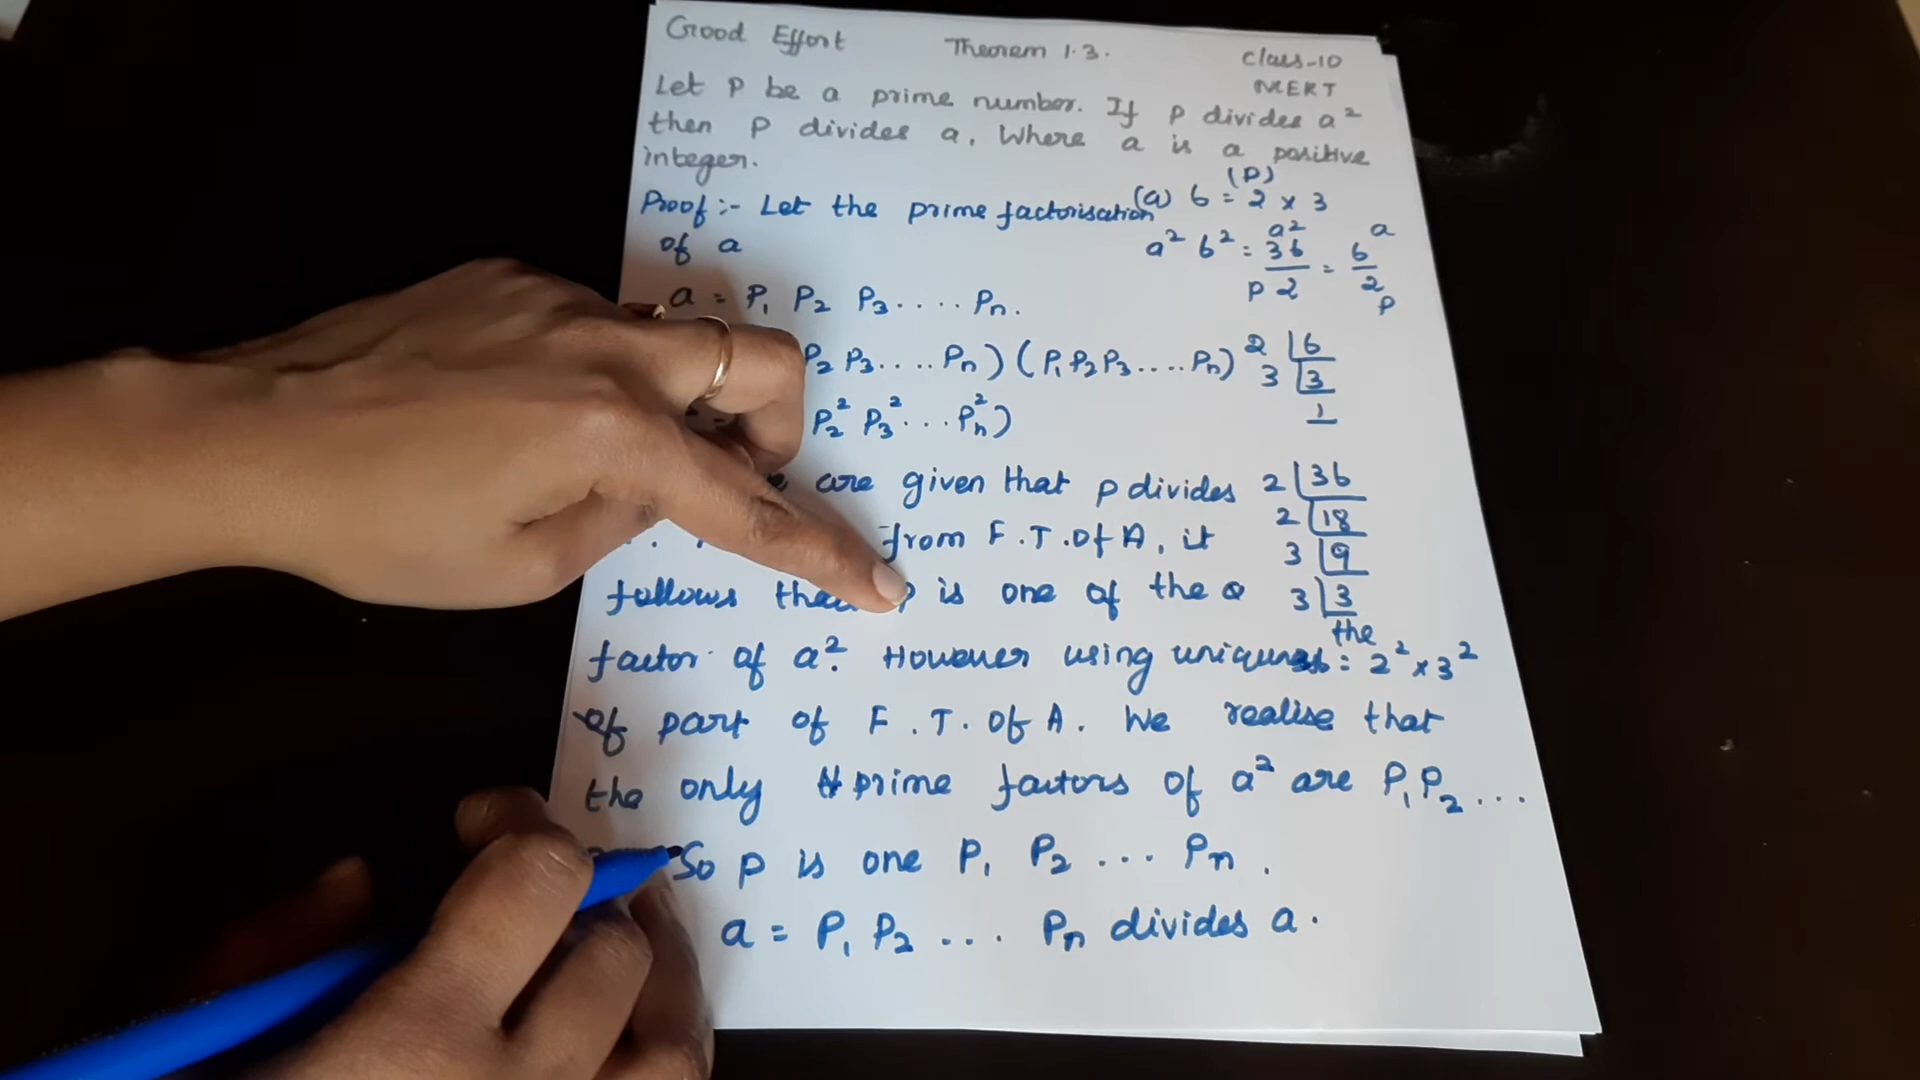 Good Effort Theorem 1.3. Class-10
NCERT
Let P be a prime number. If p divides a²
then p divides a, Where a is a positive
integer.
Proof :- Let the prime factorisation
of a
(a) 6 = 2 x 3
(P)
a² 6² = 36/2 = 6/2
a² a
P p
a = P₁ P₂ P₃ .... Pn.
P₂ P₃ .... Pn) (P₁ P₂ P₃ .... Pn)
P₂² P₃² ... Pn²)
2 | 6
3 | 3
1
are given that p divides
from F.T.Of A, it
follows that p is one of the
factor of a². However using uniqueness the
of part of F.T. Of A. We realise that
the only prime factors of a² are P₁ P₂ ...
So p is one P₁ P₂ ... Pn.
a = P₁ P₂ ... Pn divides a.
2 | 36
2 | 18
3 | 9
3 | 3
36 = 2² x 3²